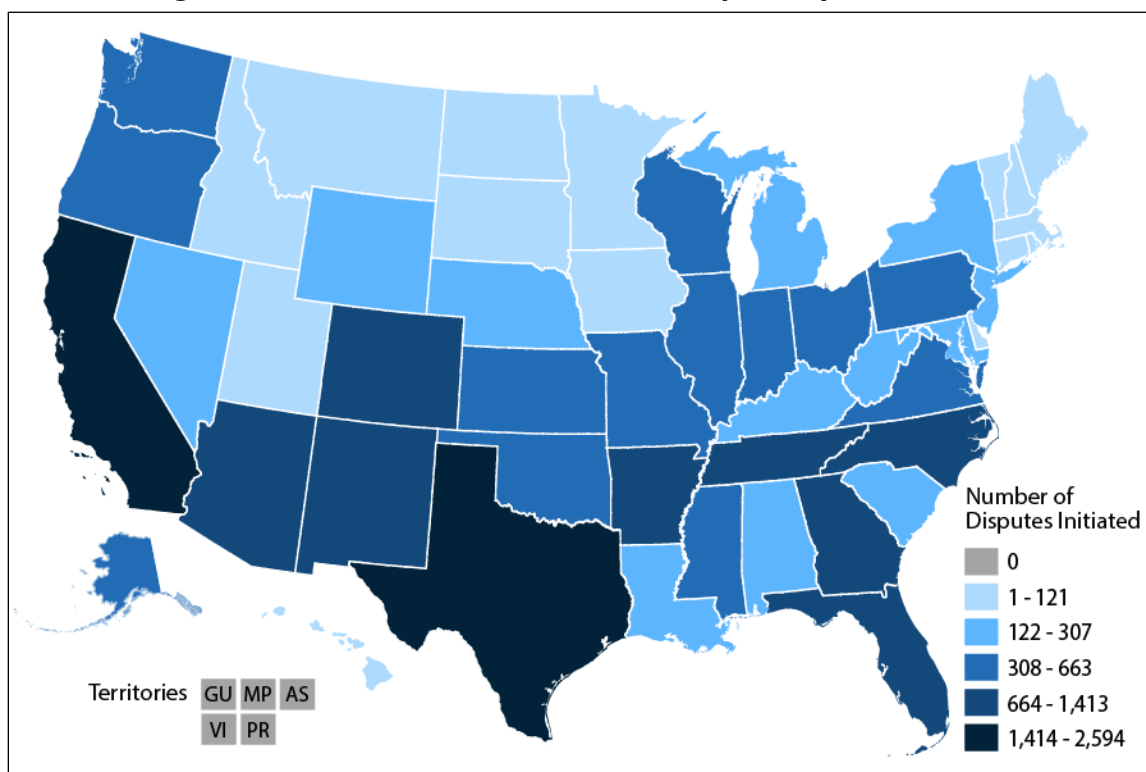 Number of
Disputes Initiated
0
1 - 121
122 - 307
308 - 663
664 - 1,413
1,414 - 2,594
Territories GU MP AS
VI PR